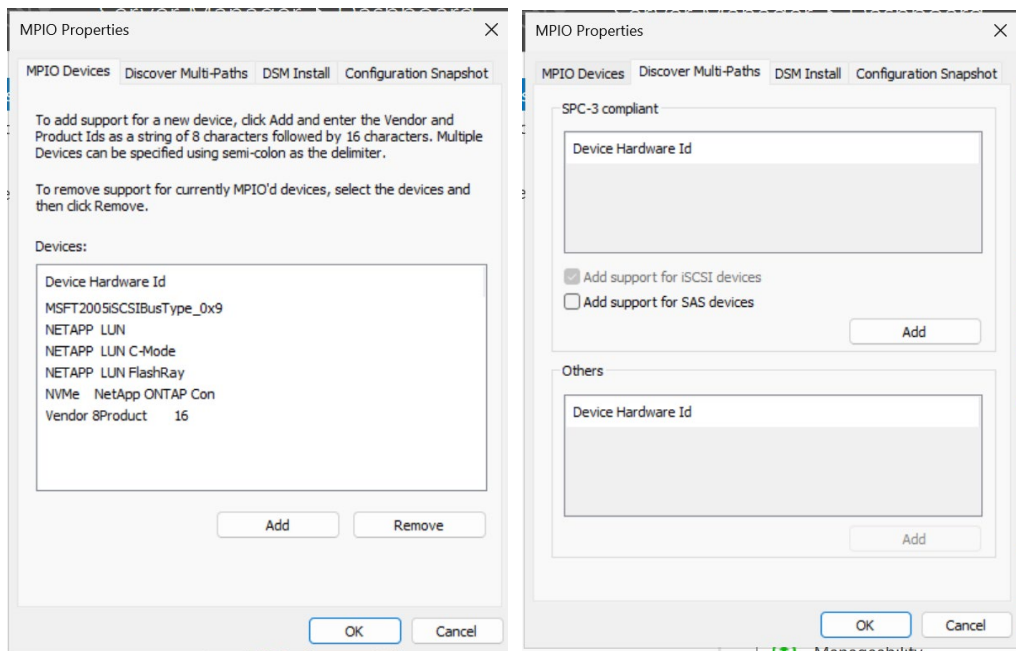 MPIO Properties
MPIO Devices
Discover Multi-Paths
DSM Install
Configuration Snapshot
To add support for a new device, click Add and enter the Vendor and
Product Ids as a string of 8 characters followed by 16 characters. Multiple
Devices can be specified using semi-colon as the delimiter.
To remove support for currently MPIO'd devices, select the devices and
then click Remove.
Devices:
Device Hardware Id
MSFT2005iSCSIBusType_0x9
NETAPP LUN
NETAPP LUN C-Mode
NETAPP LUN FlashRay
NVMe NetApp ONTAP Con
Vendor 8Product 16
Add
Remove
OK
Cancel
MPIO Properties
MPIO Devices
Discover Multi-Paths
DSM Install
Configuration Snapshot
SPC-3 compliant
Device Hardware Id
Add support for iSCSI devices
Add support for SAS devices
Add
Others
Device Hardware Id
Add
OK
Cancel